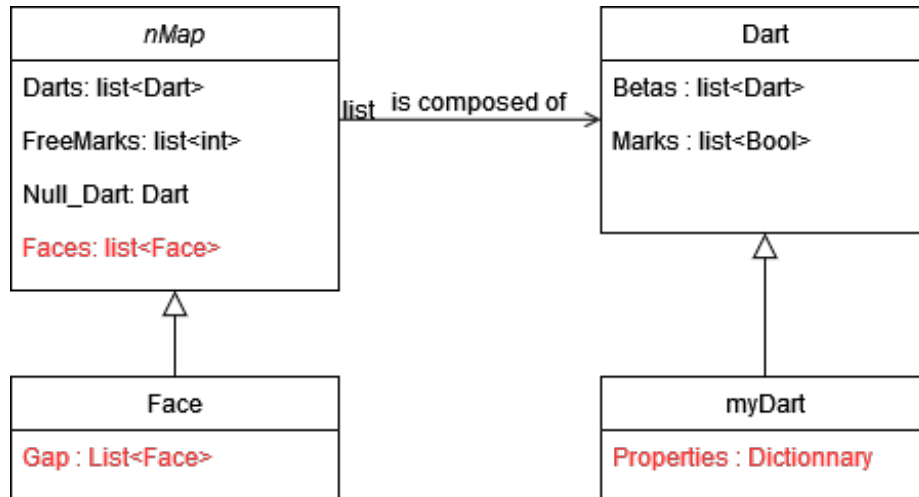 nMap
Darts: list<Dart>
FreeMarks: list<int>
Null_Dart: Dart
Faces: list<Face>
list is composed of
Dart
Betas : list<Dart>
Marks : list<Bool>
Face
Gap : List<Face>
myDart
Properties : Dictionnary